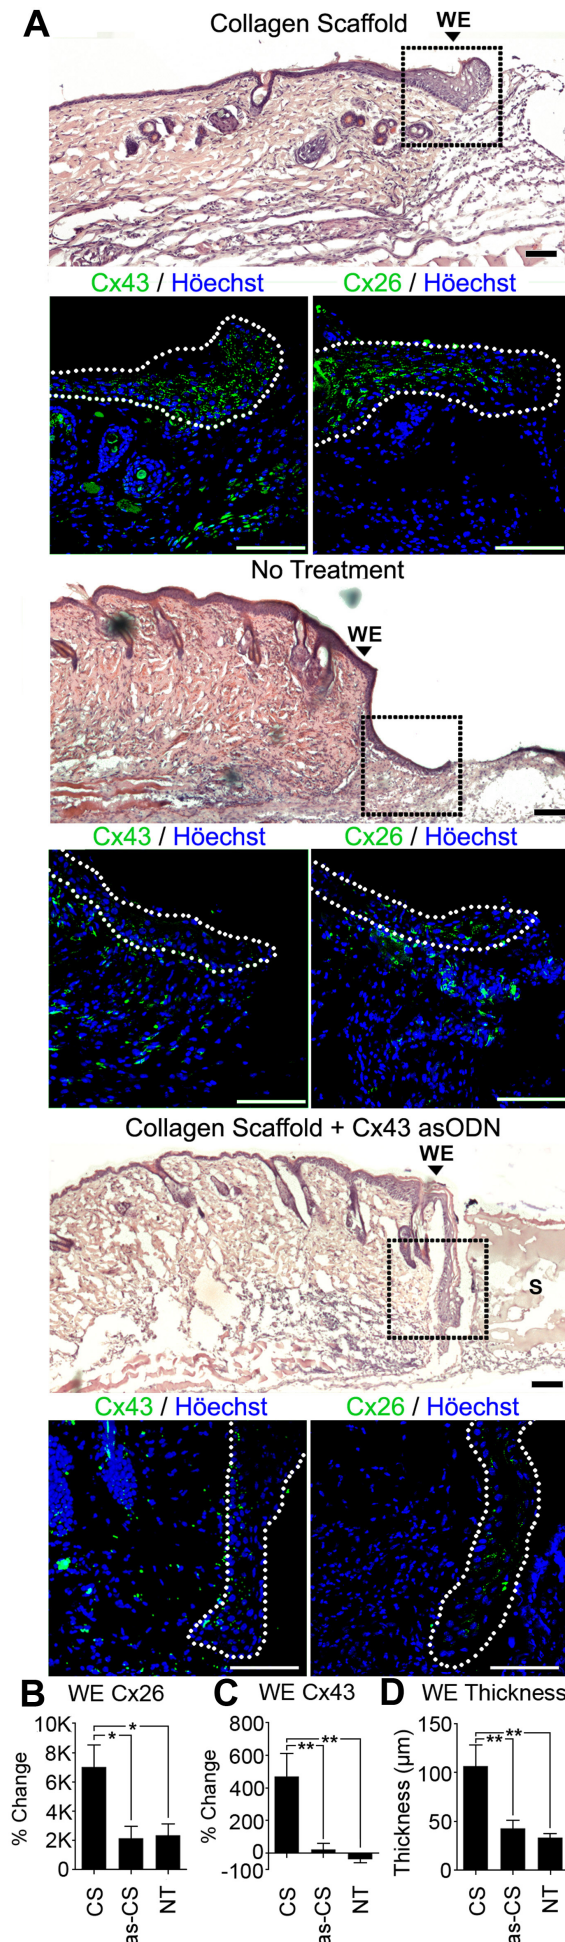 A
Collagen Scaffold
WE
Cx43 / Höechst
Cx26 / Höechst
No Treatment
WE
Cx43 / Höechst
Cx26 / Höechst
Collagen Scaffold + Cx43 asODN
WE
S
Cx43 / Höechst
Cx26 / Höechst
B WE Cx26
% Change
10K
8K
6K
4K
2K
0
*
*
CS
as-CS
NT
C WE Cx43
% Change
800
600
400
200
0
-100
**
**
CS
as-CS
NT
D WE Thickness
Thickness (µm)
150
100
50
0
**
**
CS
as-CS
NT